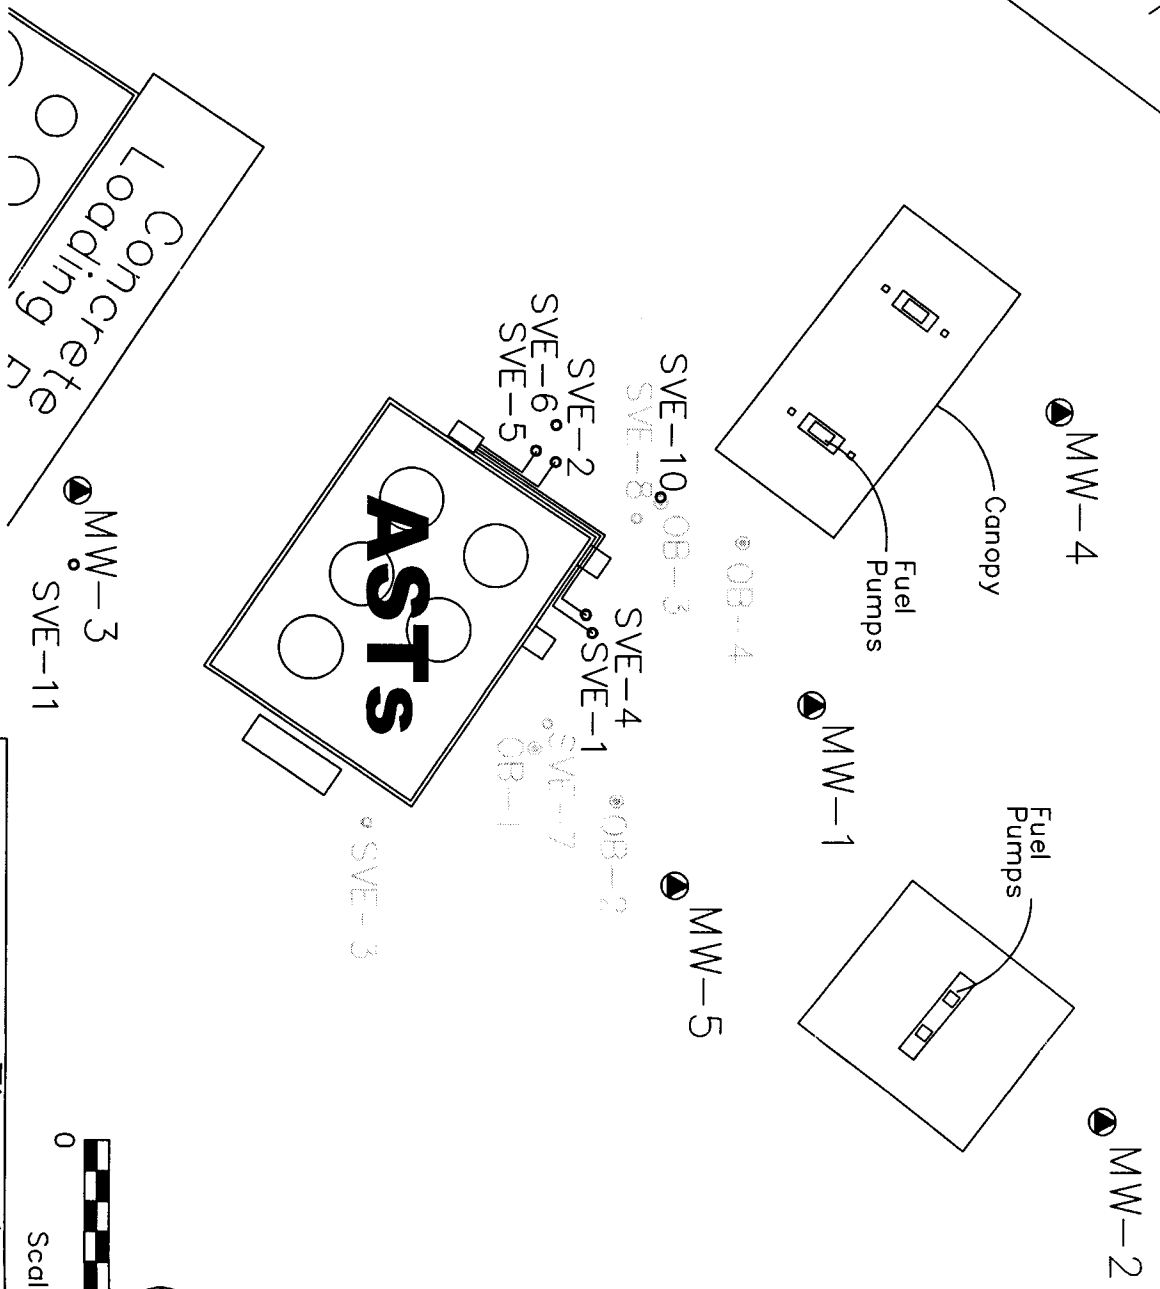 Concrete
Loading
SVE-6
SVE-5
SVE-2
SVE-10
SVE-8
OB-3
OB-4
MW-4
Canopy
Fuel
Pumps
MW-3
SVE-11
ASTs
SVE-4
SVE-1
SVE-7
OB-1
OB-2
SVE-3
MW-1
MW-5
Fuel
Pumps
MW-2
0
Scal